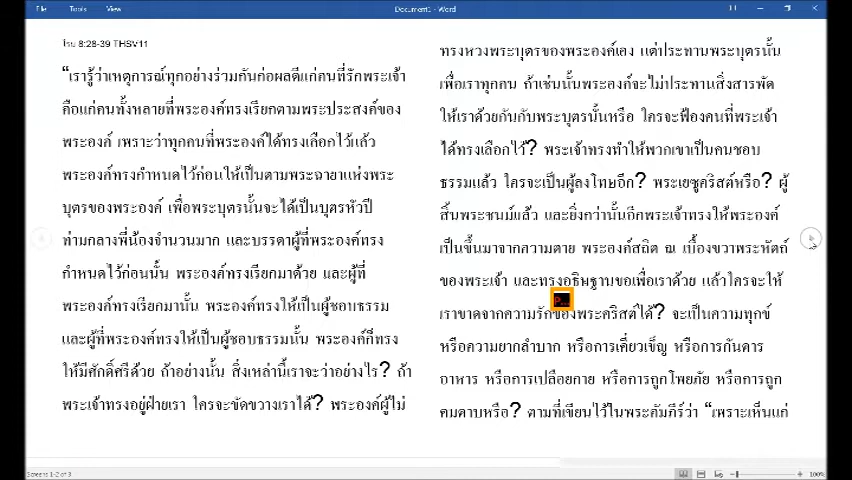 File Tools View Document1 - Word
โรม 8:28-39 THSV11
“เรารู้ว่าเหตุการณ์ทุกอย่างร่วมกันก่อผลดีแก่คนที่รักพระเจ้า
คือแก่คนทั้งหลายที่พระองค์ทรงเรียกตามพระประสงค์ของ
พระองค์ เพราะว่าทุกคนที่พระองค์ได้ทรงเลือกไว้แล้ว
พระองค์ทรงกำหนดไว้ก่อนให้เป็นตามพระฉายาแห่งพระ
บุตรของพระองค์ เพื่อพระบุตรนั้นจะได้เป็นบุตรหัวปี
ท่ามกลางพี่น้องจำนวนมาก และบรรดาผู้ที่พระองค์ทรง
กำหนดไว้ก่อนนั้น พระองค์ทรงเรียกมาด้วย และผู้ที่
พระองค์ทรงเรียกมานั้น พระองค์ทรงให้เป็นผู้ชอบธรรม
และผู้ที่พระองค์ทรงให้เป็นผู้ชอบธรรมนั้น พระองค์ก็ทรง
ให้มีศักดิ์ศรีด้วย ถ้าอย่างนั้น สิ่งเหล่านี้เราจะว่าอย่างไร? ถ้า
พระเจ้าทรงอยู่ฝ่ายเรา ใครจะขัดขวางเราได้? พระองค์ผู้ไม่
ทรงหวงพระบุตรของพระองค์เอง แต่ประทานพระบุตรนั้น
เพื่อเราทุกคน ถ้าเช่นนั้นพระองค์จะไม่ประทานสิ่งสารพัด
ให้เราด้วยกันกับพระบุตรนั้นหรือ ใครจะฟ้องคนที่พระเจ้า
ได้ทรงเลือกไว้? พระเจ้าทรงทำให้พวกเขาเป็นคนชอบ
ธรรมแล้ว ใครจะเป็นผู้ลงโทษอีก? พระเยซูคริสต์หรือ? ผู้
สิ้นพระชนม์แล้ว และยิ่งกว่านั้นอีกพระเจ้าทรงให้พระองค์
เป็นขึ้นมาจากความตาย พระองค์สถิต ณ เบื้องขวาพระหัตถ์
ของพระเจ้า และทรงอธิษฐานขอเพื่อเราด้วย แล้วใครจะให้
เราขาดจากความรักของพระคริสต์ได้? จะเป็นความทุกข์
หรือความยากลำบาก หรือการเคี่ยวเข็ญ หรือการกันดาร
อาหาร หรือการเปลือยกาย หรือการถูกโพยภัย หรือการถูก
คมดาบหรือ? ตามที่เขียนไว้ในพระคัมภีร์ว่า “เพราะเห็นแก่
Screens 1-2 of 3 100%